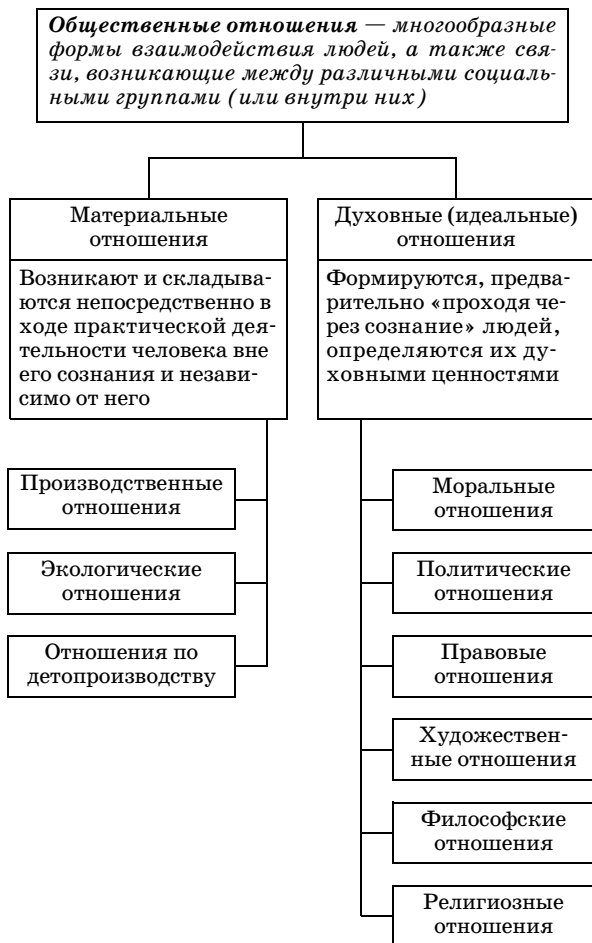 Общественные отношения — многообразные
формы взаимодействия людей, а также свя-
зи, возникающие между различными социаль-
ными группами (или внутри них)
Материальные
отношения
Возникают и складыва-
ются непосредственно в
ходе практической дея-
тельности человека вне
его сознания и незави-
симо от него
Производственные
отношения
Экологические
отношения
Отношения по
детопроизводству
Духовные (идеальные)
отношения
Формируются, предва-
рительно «проходя че-
рез сознание» людей,
определяются их ду-
ховными ценностями
Моральные
отношения
Политические
отношения
Правовые
отношения
Художествен-
ные отношения
Философские
отношения
Религиозные
отношения